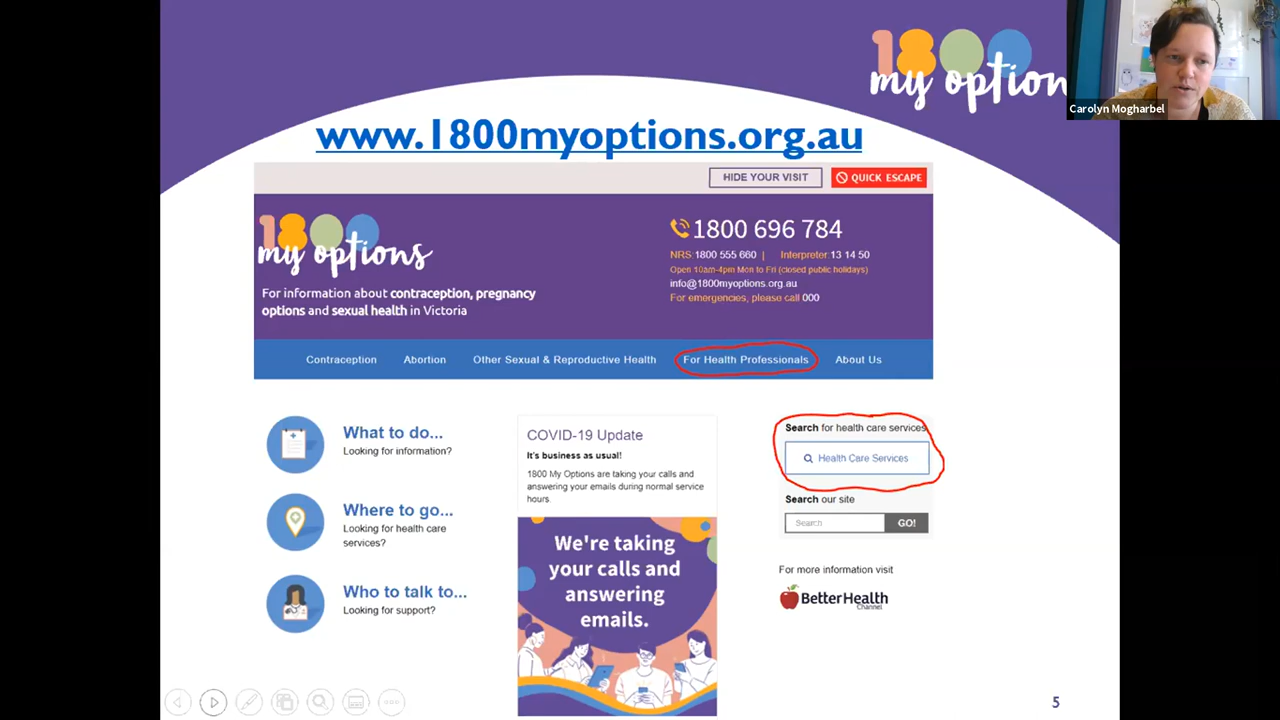 1800
my option
Carolyn Mogharbel
www.1800myoptions.org.au
HIDE YOUR VISIT
QUICK ESCAPE
1800
my options
For information about contraception, pregnancy
options and sexual health in Victoria
1800 696 784
NRS 1800 555 660 | Interpreter: 13 14 50
Open 10am-4pm Mon to Fri (closed public holidays)
info@1800myoptions.org.au
For emergencies, please call 000
Contraception
Abortion
Other Sexual & Reproductive Health
For Health Professionals
About Us
What to do...
Looking for information?
Where to go...
Looking for health care
services?
Who to talk to...
Looking for support?
COVID-19 Update
It's business as usual!
1800 My Options are taking your calls and
answering your emails during normal service
hours.
We're taking
your calls and
answering
emails.
Search for health care services
Health Care Services
Search our site
Search
GO!
For more information visit
BetterHealth
Channel
5